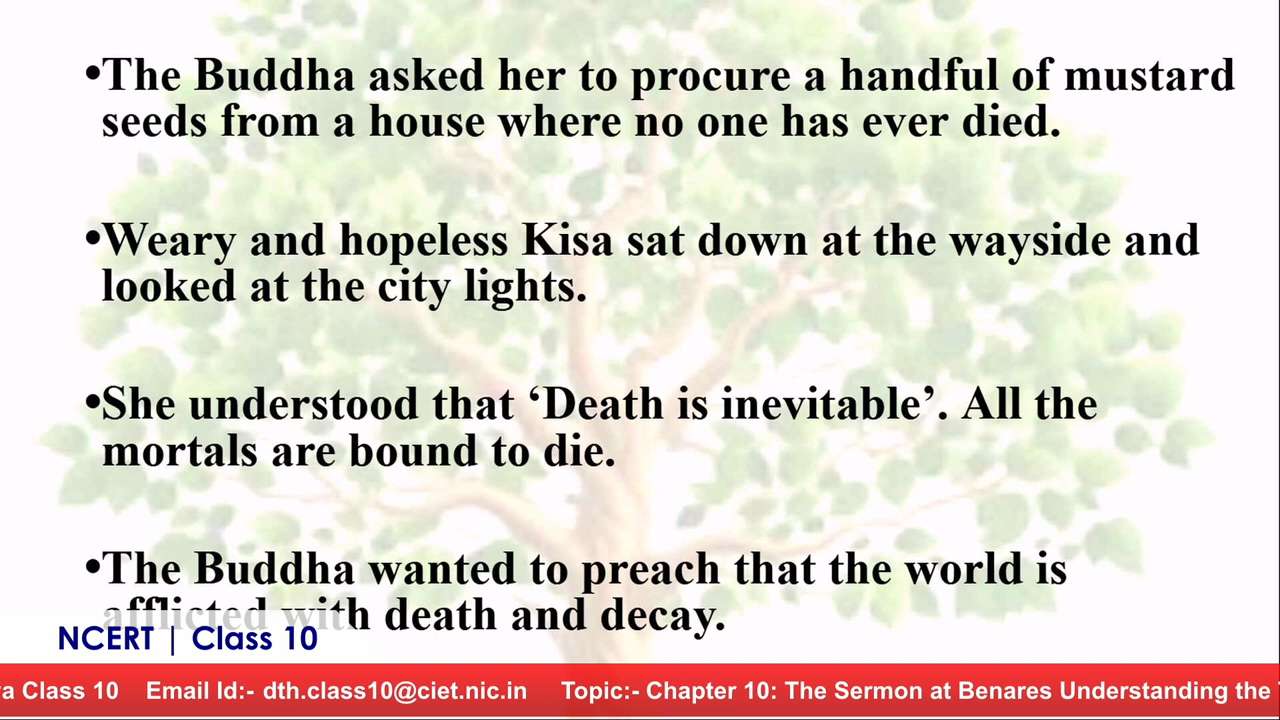 •The Buddha asked her to procure a handful of mustard
seeds from a house where no one has ever died.
•Weary and hopeless Kisa sat down at the wayside and
looked at the city lights.
•She understood that ‘Death is inevitable’. All the
mortals are bound to die.
•The Buddha wanted to preach that the world is
afflicted with death and decay.
NCERT | Class 10
a Class 10 Email Id:- dth.class10@ciet.nic.in Topic:- Chapter 10: The Sermon at Benares Understanding the